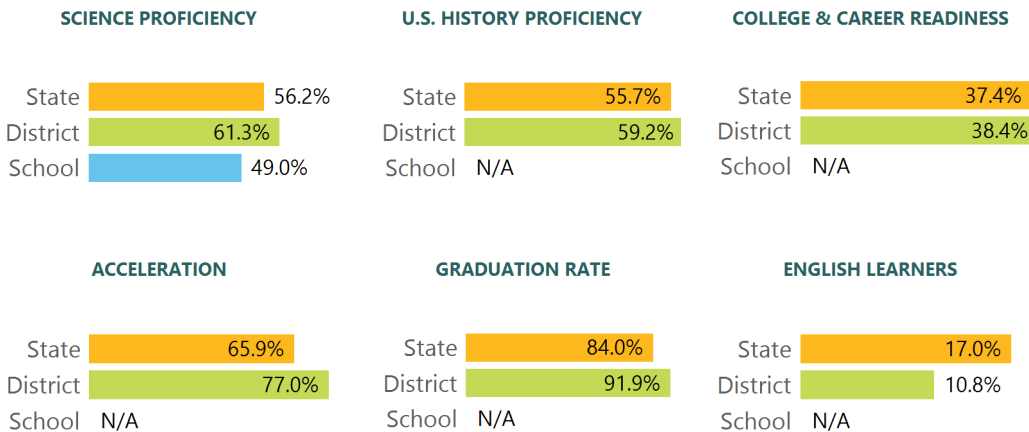 SCIENCE PROFICIENCY
State 56.2%
District 61.3%
School 49.0%
U.S. HISTORY PROFICIENCY
State 55.7%
District 59.2%
School N/A
COLLEGE & CAREER READINESS
State 37.4%
District 38.4%
School N/A
ACCELERATION
State 65.9%
District 77.0%
School N/A
GRADUATION RATE
State 84.0%
District 91.9%
School N/A
ENGLISH LEARNERS
State 17.0%
District 10.8%
School N/A